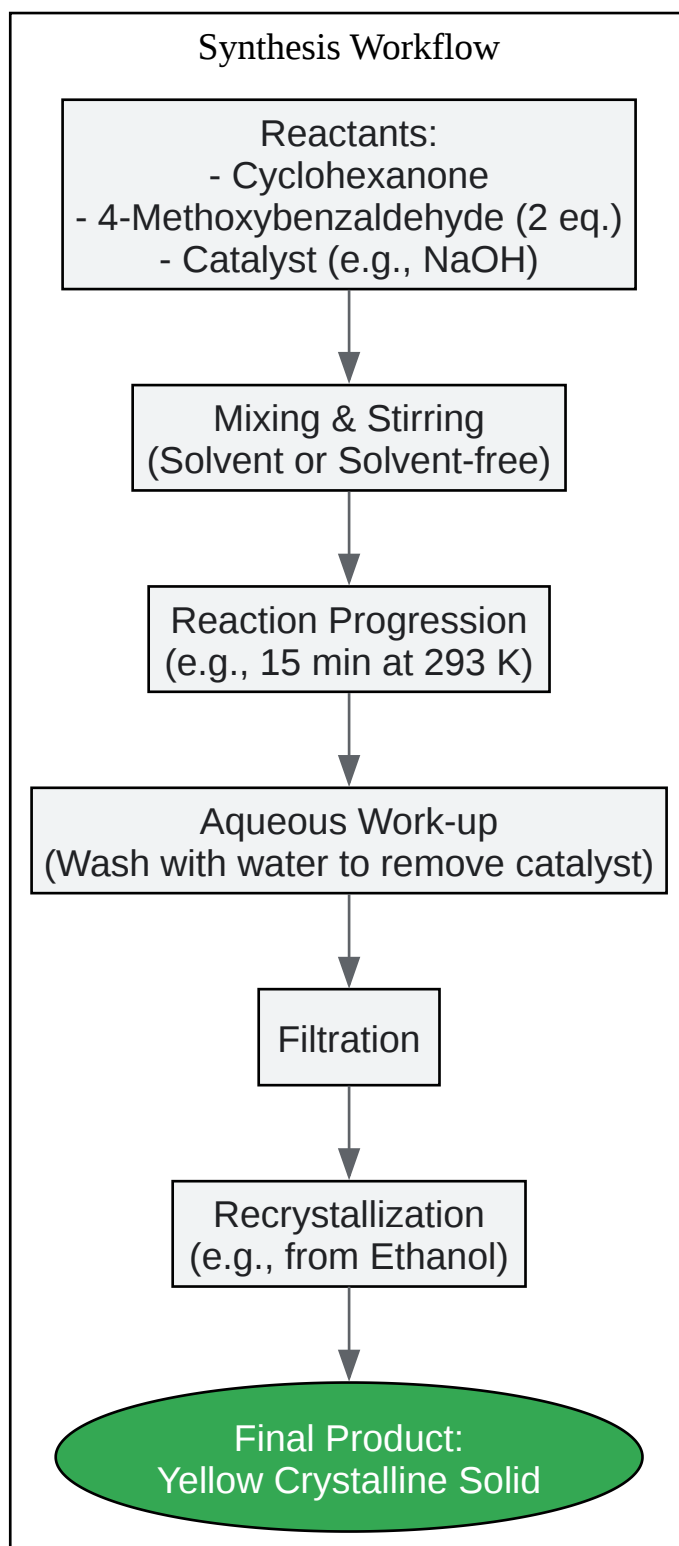 Synthesis Workflow
Reactants:
- Cyclohexanone
- 4-Methoxybenzaldehyde (2 eq.)
- Catalyst (e.g., NaOH)
Mixing & Stirring
(Solvent or Solvent-free)
Reaction Progression
(e.g., 15 min at 293 K)
Aqueous Work-up
(Wash with water to remove catalyst)
Filtration
Recrystallization
(e.g., from Ethanol)
Final Product:
Yellow Crystalline Solid